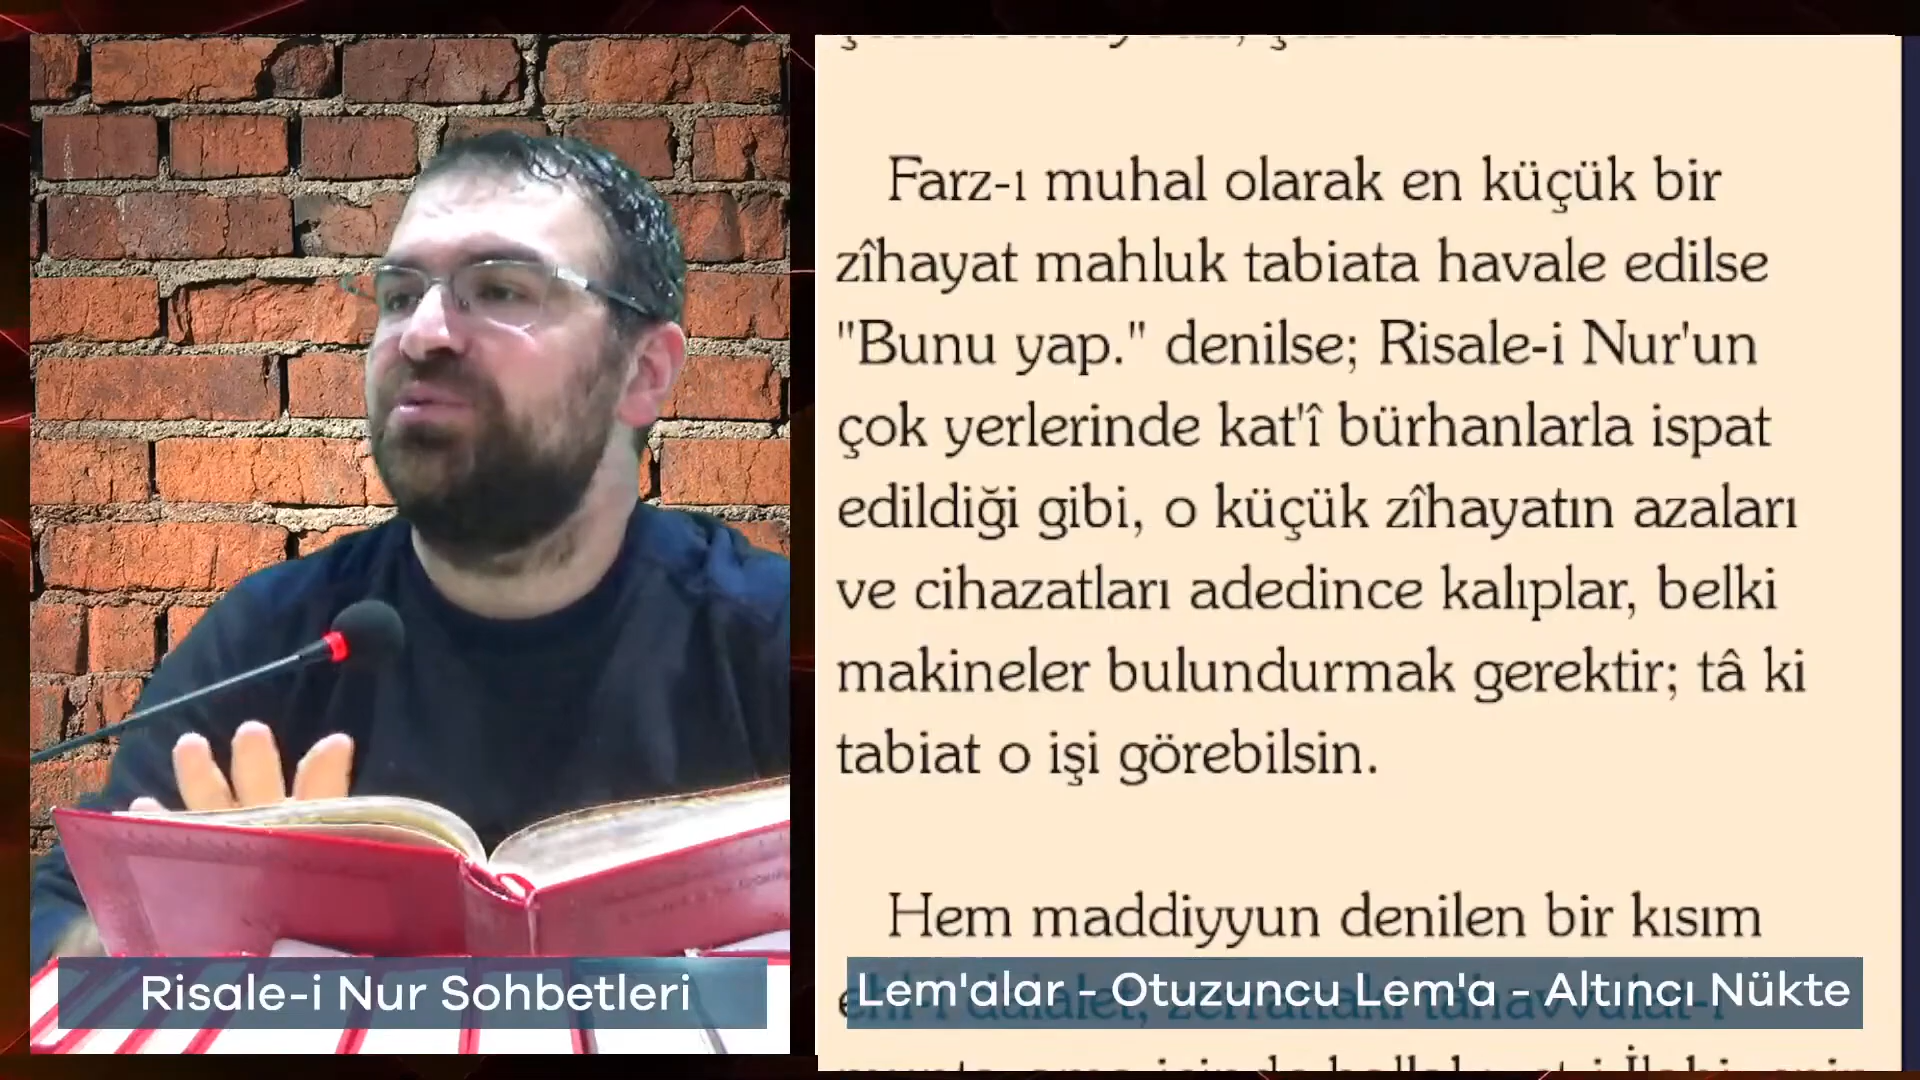 Farz-ı muhal olarak en küçük bir
zîhayat mahluk tabiata havale edilse
"Bunu yap." denilse; Risale-i Nur'un
çok yerlerinde kat'î bürhanlarla ispat
edildiği gibi, o küçük zîhayatın azaları
ve cihazatları adedince kalıplar, belki
makineler bulundurmak gerektir; tâ ki
tabiat o işi görebilsin.
Hem maddiyyun denilen bir kısım
Risale-i Nur Sohbetleri
Lem'alar - Otuzuncu Lem'a - Altıncı Nükte